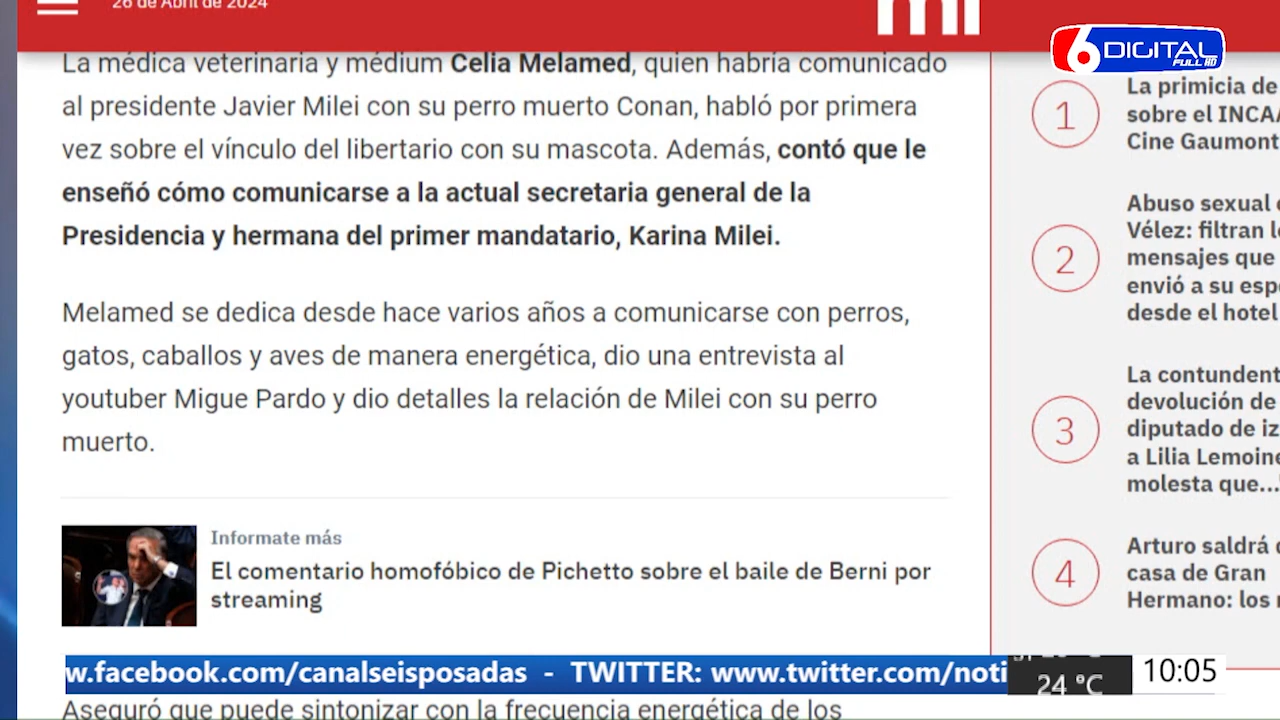 26 de Abril de 2024
6 DIGITAL
FULL HD
La médica veterinaria y médium Celia Melamed, quien habría comunicado
al presidente Javier Milei con su perro muerto Conan, habló por primera
vez sobre el vínculo del libertario con su mascota. Además, contó que le
enseñó cómo comunicarse a la actual secretaria general de la
Presidencia y hermana del primer mandatario, Karina Milei.
Melamed se dedica desde hace varios años a comunicarse con perros,
gatos, caballos y aves de manera energética, dio una entrevista al
youtuber Migue Pardo y dio detalles la relación de Milei con su perro
muerto.
Informate más
El comentario homofóbico de Pichetto sobre el baile de Berni por
streaming
Aseguró que puede sintonizar con la frecuencia energética de los
1
La primicia de
sobre el INCAA
Cine Gaumont
2
Abuso sexual
Vélez: filtran
mensajes que
envió a su esp
desde el hotel
3
La contundent
devolución de
diputado de iz
a Lilia Lemoine
molesta que..."
4
Arturo saldrá
casa de Gran
Hermano: los
w.facebook.com/canalseisposadas - TWITTER: www.twitter.com/noti
24 °C
10:05